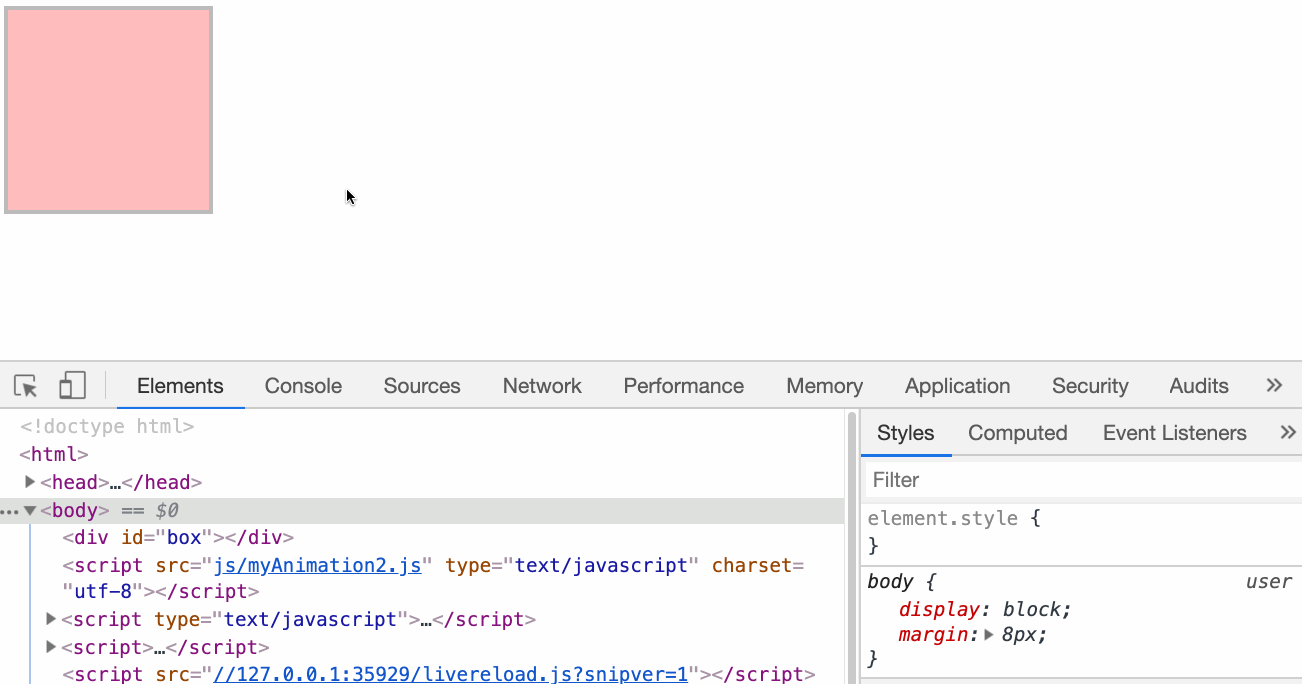 Elements Console Sources Network Performance Memory Application Security Audits »
<!doctype html>
<html>
▶<head>…</head>
…▼<body> == $0
<div id="box"></div>
<script src="js/myAnimation2.js" type="text/javascript" charset=
"utf-8"></script>
▶<script type="text/javascript">…</script>
▶<script>…</script>
<script src="//127.0.0.1:35929/livereload.js?snipver=1"></script>
Styles Computed Event Listeners »
Filter
element.style {
}
body { user
display: block;
margin:▶ 8px;
}